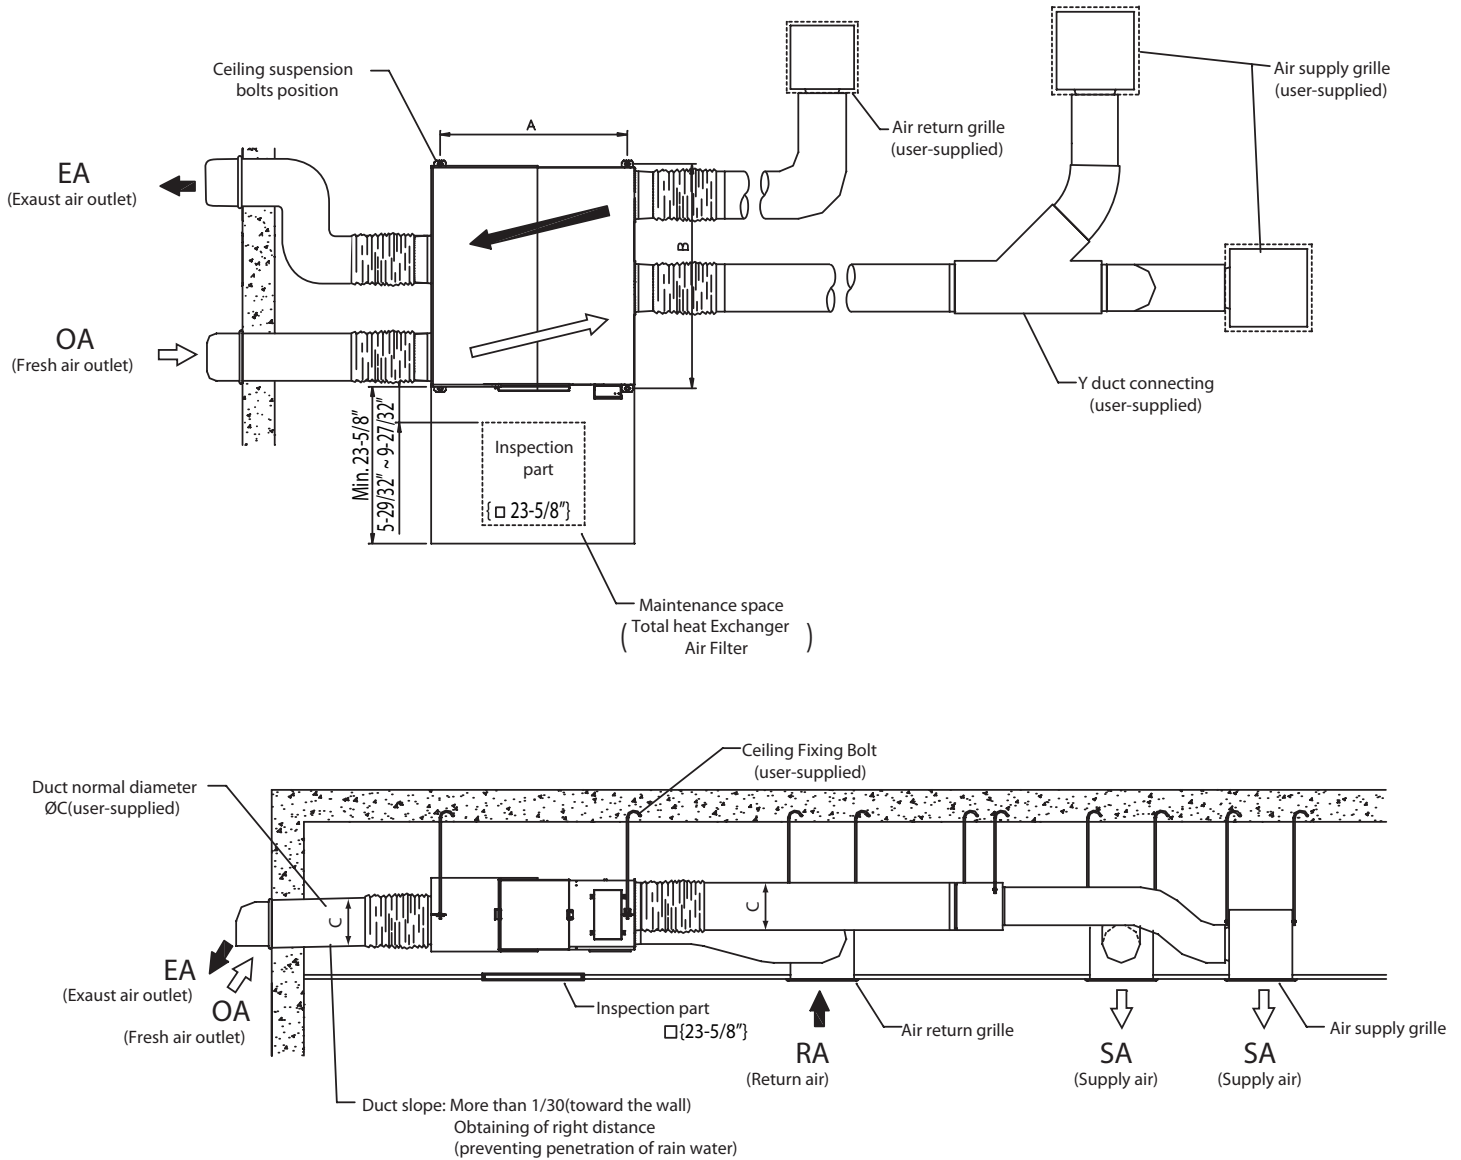 Ceiling suspension
bolts position
A
Air return grille
(user-supplied)
Air supply grille
(user-supplied)
EA
(Exaust air outlet)
B
OA
(Fresh air outlet)
Y duct connecting
(user-supplied)
Min. 23-5/8"
5-29/32" ~ 9-27/32"
Inspection
part
{□ 23-5/8"}
Maintenance space
(Total heat Exchanger
Air Filter)
Ceiling Fixing Bolt
(user-supplied)
Duct normal diameter
ØC(user-supplied)
C
C
EA
(Exaust air outlet)
OA
(Fresh air outlet)
Inspection part
□{23-5/8"}
Air return grille
RA
(Return air)
SA
(Supply air)
SA
(Supply air)
Air supply grille
Duct slope: More than 1/30(toward the wall)
Obtaining of right distance
(preventing penetration of rain water)